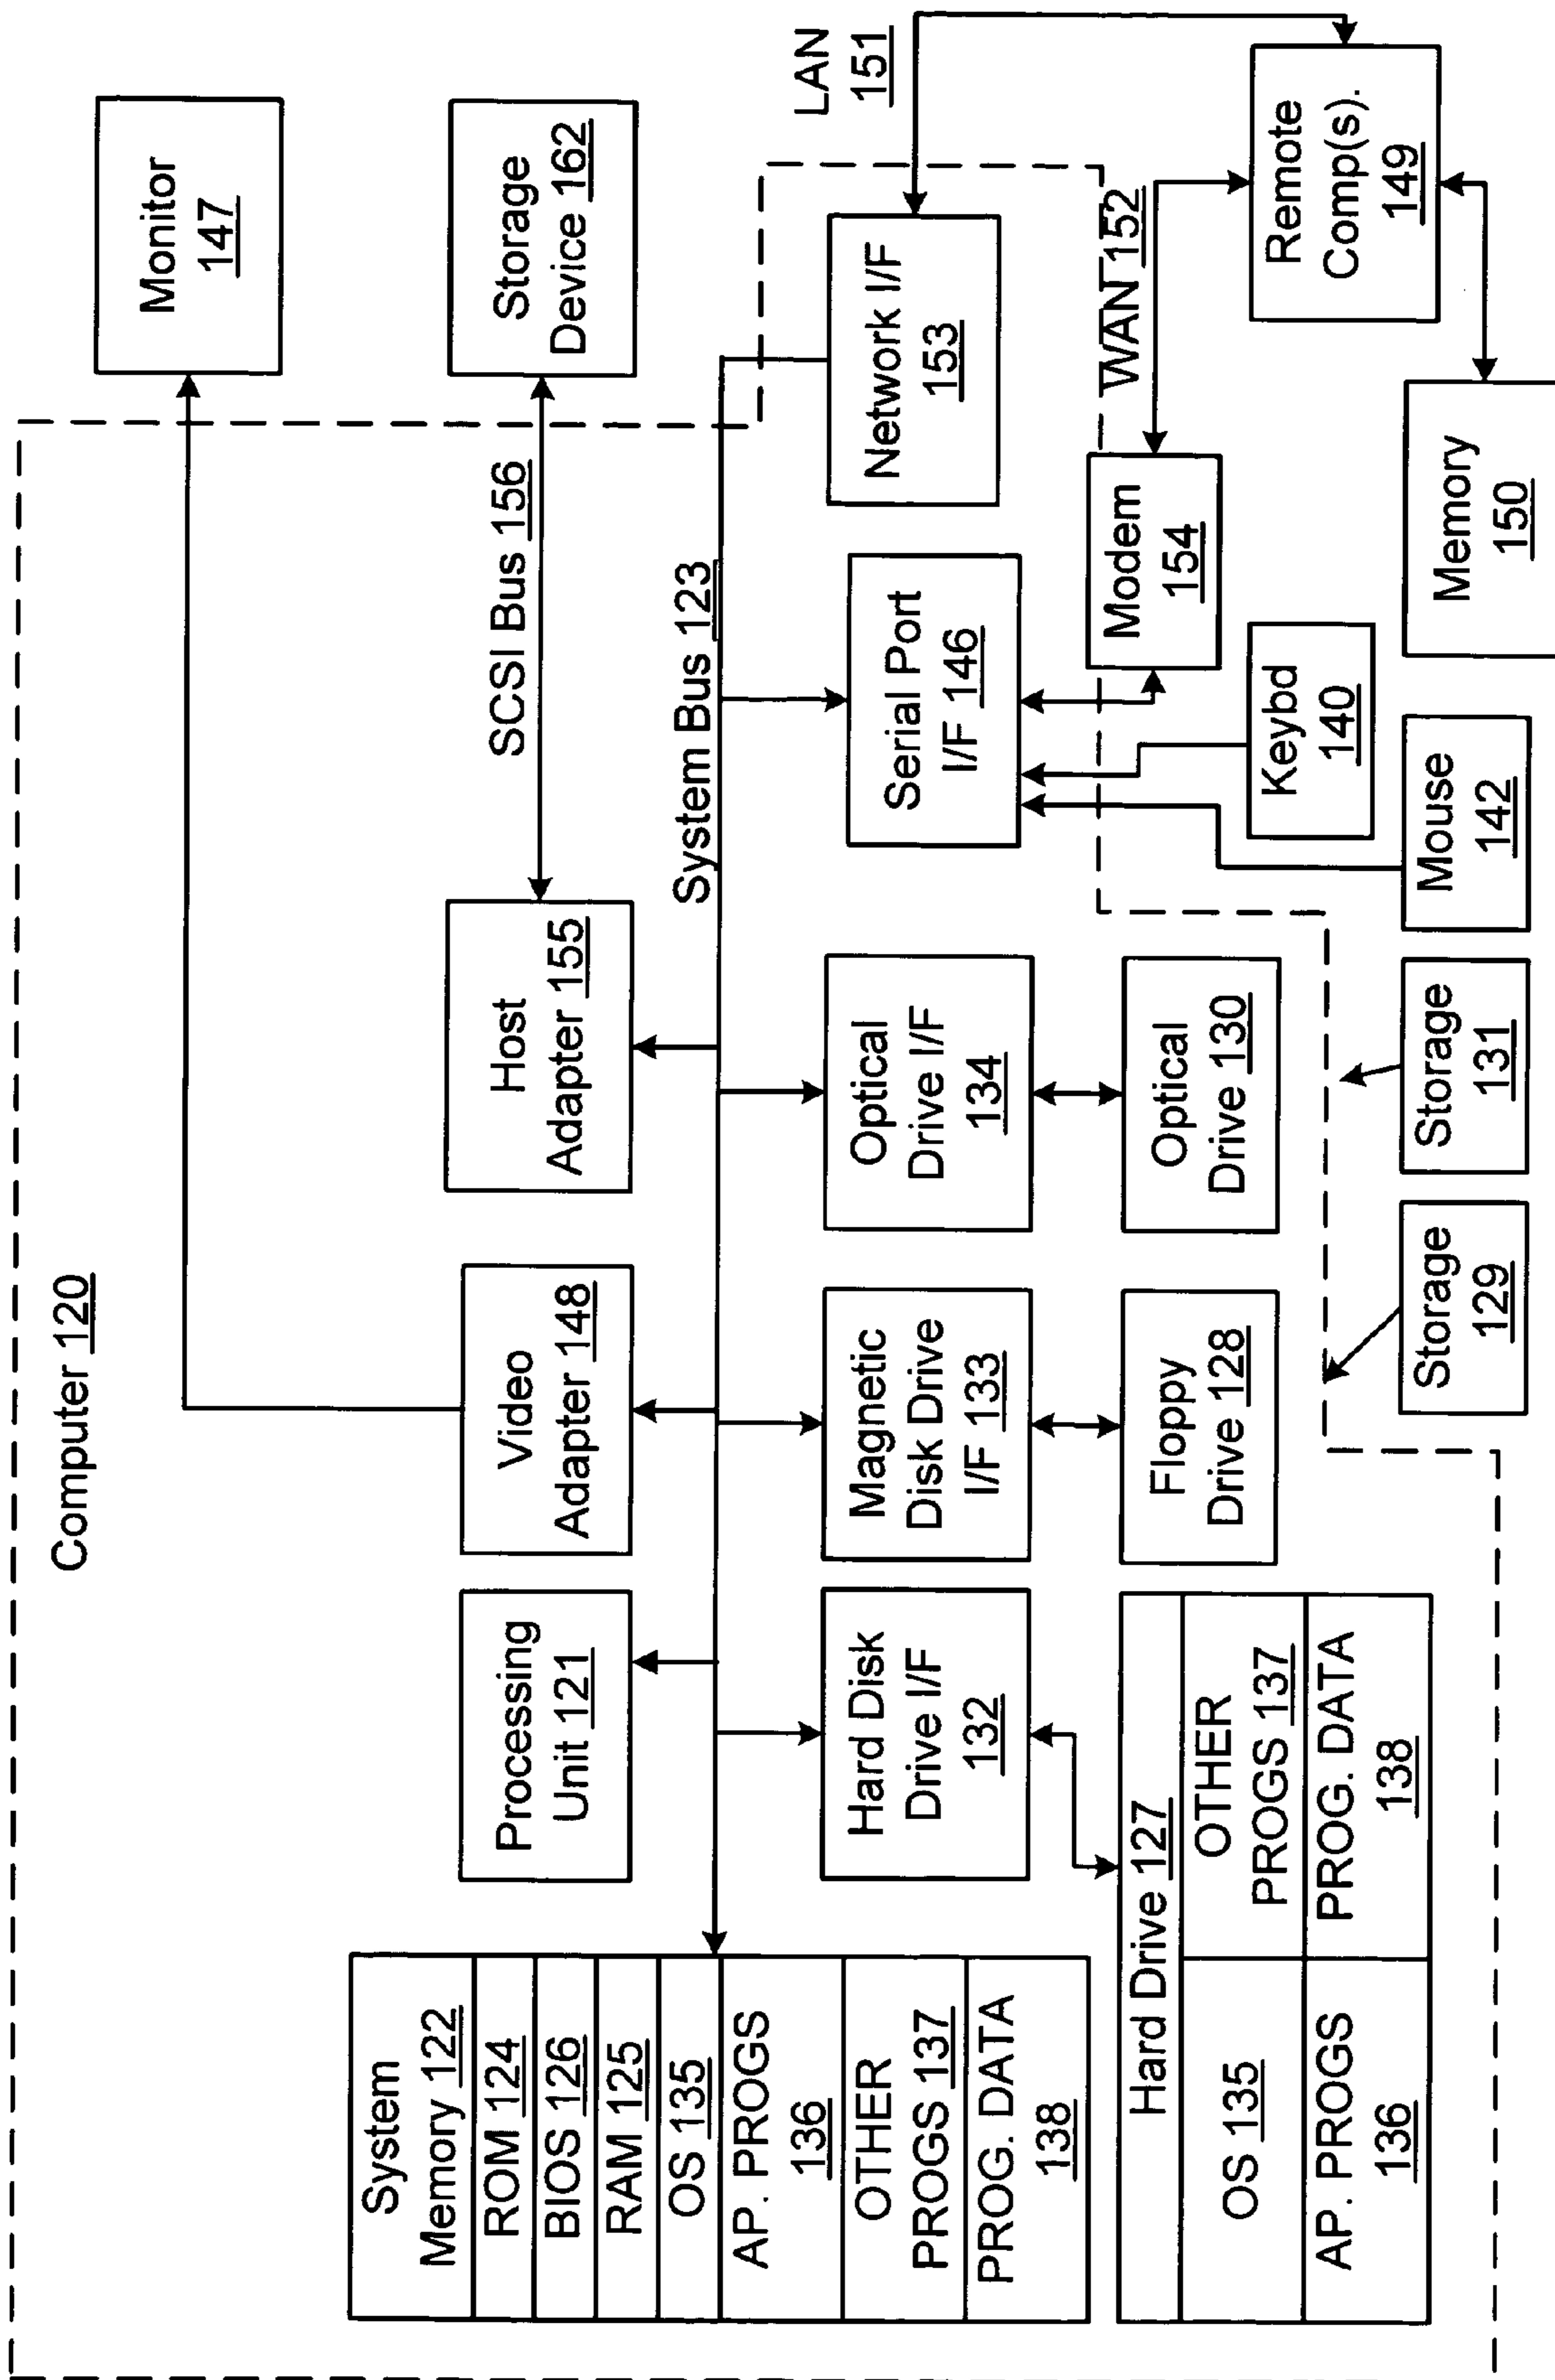 Computer 120
Monitor
147
Storage
Device 162
SCSI Bus 156
Host
Adapter 155
Video
Adapter 148
Processing
Unit 121
System
Memory 122
ROM 124
BIOS 126
RAM 125
OS 135
AP. PROGS
136
OTHER
PROGS 137
PROG. DATA
138
System Bus 123
Hard Disk
Drive I/F
132
Magnetic
Disk Drive
I/F 133
Optical
Drive I/F
134
Serial Port
I/F 146
Network I/F
153
LAN
151
Hard Drive 127
OS 135
OTHER
PROGS 137
AP. PROGS
136
PROG. DATA
138
Floppy
Drive 128
Optical
Drive 130
Modem
154
WAN 152
Remote
Comp(s).
149
Keybd
140
Storage
129
Storage
131
Mouse
142
Memory
150